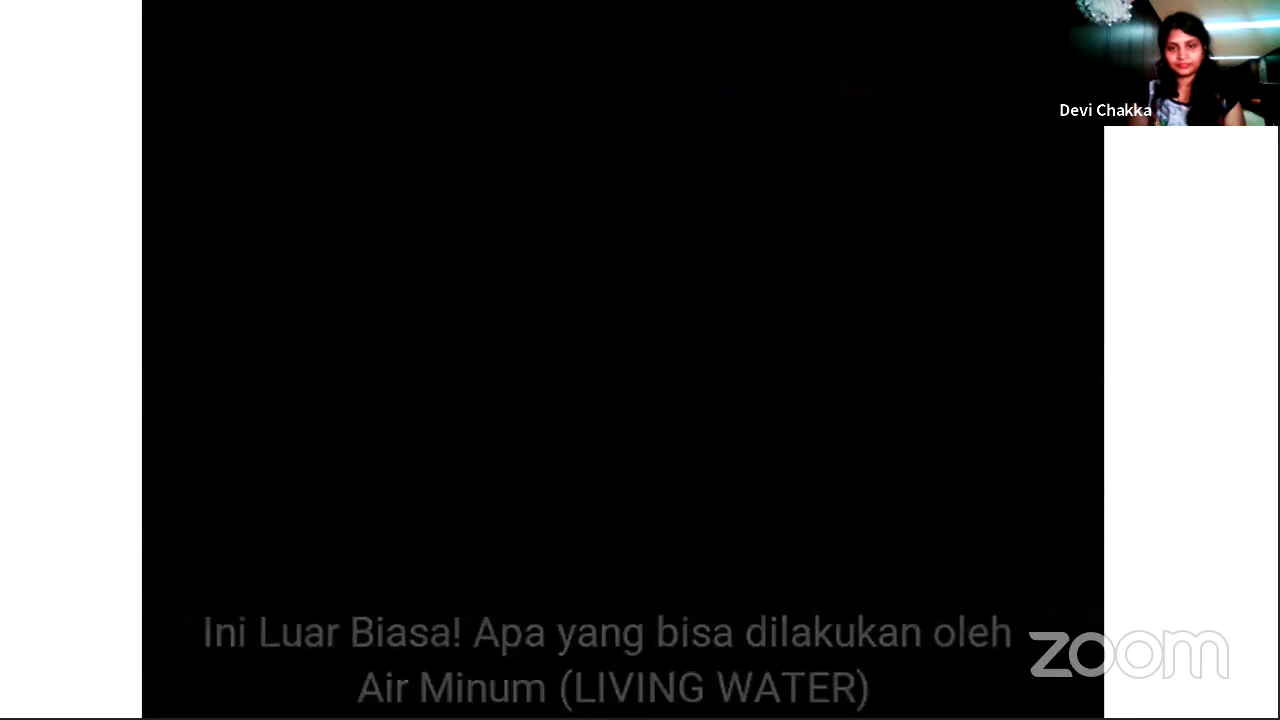 Devi Chakka
Ini Luar Biasa! Apa yang bisa dilakukan oleh
Air Minum (LIVING WATER)
zoom